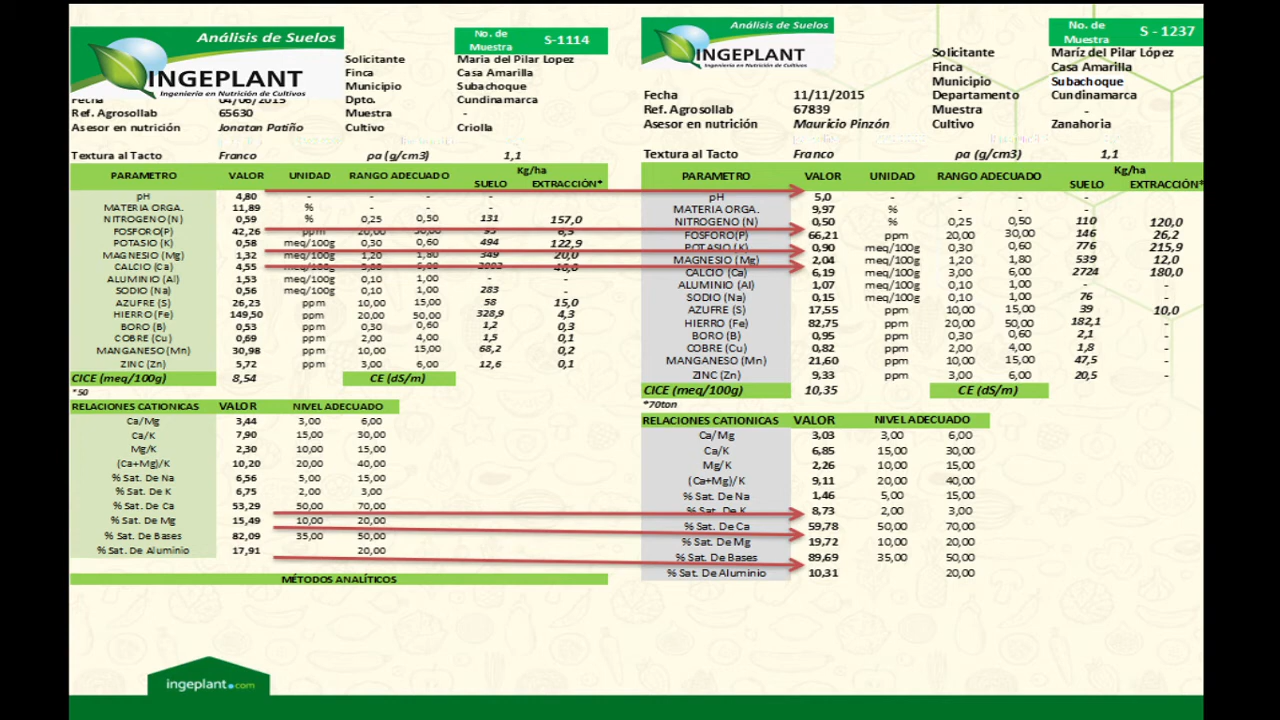 Análisis de Suelos
INGEPLANT
Ingeniería en Nutrición de Cultivos
No. de Muestra S-1114
Solicitante Maria del Pilar Lopez
Finca Casa Amarilla
Municipio Subachoque
Fecha 04/06/2015 Dpto. Cundinamarca
Ref. Agrosollab 65630 Muestra -
Asesor en nutrición Jonatan Patiño Cultivo Criolla
Textura al Tacto Franco pa (g/cm3) 1,1
Kg/ha
PARAMETRO VALOR UNIDAD RANGO ADECUADO SUELO EXTRACCIÓN*
pH 4,80 - - - -
MATERIA ORGA. 11,89 % - - -
NITROGENO (N) 0,59 % 0,25 0,50 131 157,0
FOSFORO(P) 42,26 ppm 20,00 30,00 93 6,5
POTASIO (K) 0,58 meq/100g 0,30 0,60 494 122,9
MAGNESIO (Mg) 1,32 meq/100g 1,20 1,80 349 20,0
CALCIO (Ca) 4,55 meq/100g 3,00 6,00
ALUMINIO (Al) 1,53 meq/100g 0,10 1,00 - -
SODIO (Na) 0,56 meq/100g 0,10 1,00 283
AZUFRE (S) 26,23 ppm 10,00 15,00 58 15,0
HIERRO (Fe) 149,50 ppm 20,00 50,00 328,9 4,3
BORO (B) 0,53 ppm 0,30 0,60 1,2 0,3
COBRE (Cu) 0,69 ppm 2,00 4,00 1,5 0,1
MANGANESO (Mn) 30,98 ppm 10,00 15,00 68,2 0,2
ZINC (Zn) 5,72 ppm 3,00 6,00 12,6 0,1
CICE (meq/100g) 8,54 CE (dS/m)
*50
RELACIONES CATIONICAS VALOR NIVEL ADECUADO
Ca/Mg 3,44 3,00 6,00
Ca/K 7,90 15,00 30,00
Mg/K 2,30 10,00 15,00
(Ca+Mg)/K 10,20 20,00 40,00
% Sat. De Na 6,56 5,00 15,00
% Sat. De K 6,75 2,00 3,00
% Sat. De Ca 53,29 50,00 70,00
% Sat. De Mg 15,49 10,00 20,00
% Sat. De Bases 82,09 35,00 50,00
% Sat. De Aluminio 17,91 20,00
MÉTODOS ANALÍTICOS
Análisis de Suelos
INGEPLANT
Ingeniería en Nutrición de Cultivos
No. de Muestra S - 1237
Solicitante Maríz del Pilar López
Finca Casa Amarilla
Municipio Subachoque
Fecha 11/11/2015 Departamento Cundinamarca
Ref. Agrosollab 67839 Muestra -
Asesor en nutrición Mauricio Pinzón Cultivo Zanahoria
Textura al Tacto Franco pa (g/cm3) 1,1
Kg/ha
PARAMETRO VALOR UNIDAD RANGO ADECUADO SUELO EXTRACCIÓN*
pH 5,0 - - - -
MATERIA ORGA. 9,97 % - - -
NITROGENO (N) 0,50 % 0,25 0,50 110 120,0
FOSFORO(P) 66,21 ppm 20,00 30,00 146 26,2
POTASIO (K) 0,90 meq/100g 0,30 0,60 776 215,9
MAGNESIO (Mg) 2,04 meq/100g 1,20 1,80 539 12,0
CALCIO (Ca) 6,19 meq/100g 3,00 6,00 2724 180,0
ALUMINIO (Al) 1,07 meq/100g 0,10 1,00 - -
SODIO (Na) 0,15 meq/100g 0,10 1,00 76
AZUFRE (S) 17,55 ppm 10,00 15,00 39 10,0
HIERRO (Fe) 82,75 ppm 20,00 50,00 182,1 -
BORO (B) 0,95 ppm 0,30 0,60 2,1 -
COBRE (Cu) 0,82 ppm 2,00 4,00 1,8 -
MANGANESO (Mn) 21,60 ppm 10,00 15,00 47,5 -
ZINC (Zn) 9,33 ppm 3,00 6,00 20,5 -
CICE (meq/100g) 10,35 CE (dS/m)
*70ton
RELACIONES CATIONICAS VALOR NIVEL ADECUADO
Ca/Mg 3,03 3,00 6,00
Ca/K 6,85 15,00 30,00
Mg/K 2,26 10,00 15,00
(Ca+Mg)/K 9,11 20,00 40,00
% Sat. De Na 1,46 5,00 15,00
% Sat. De K 8,73 2,00 3,00
% Sat. De Ca 59,78 50,00 70,00
% Sat. De Mg 19,72 10,00 20,00
% Sat. De Bases 89,69 35,00 50,00
% Sat. De Aluminio 10,31 20,00
ingeplant.com